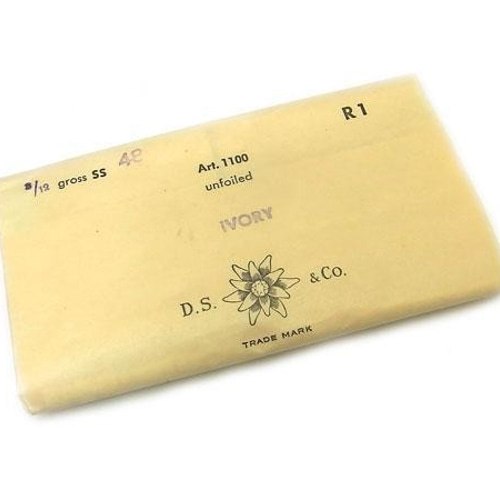 R1
3/12 gross SS 48
Art. 1100
unfoiled
IVORY
D.S. & Co.
TRADE MARK